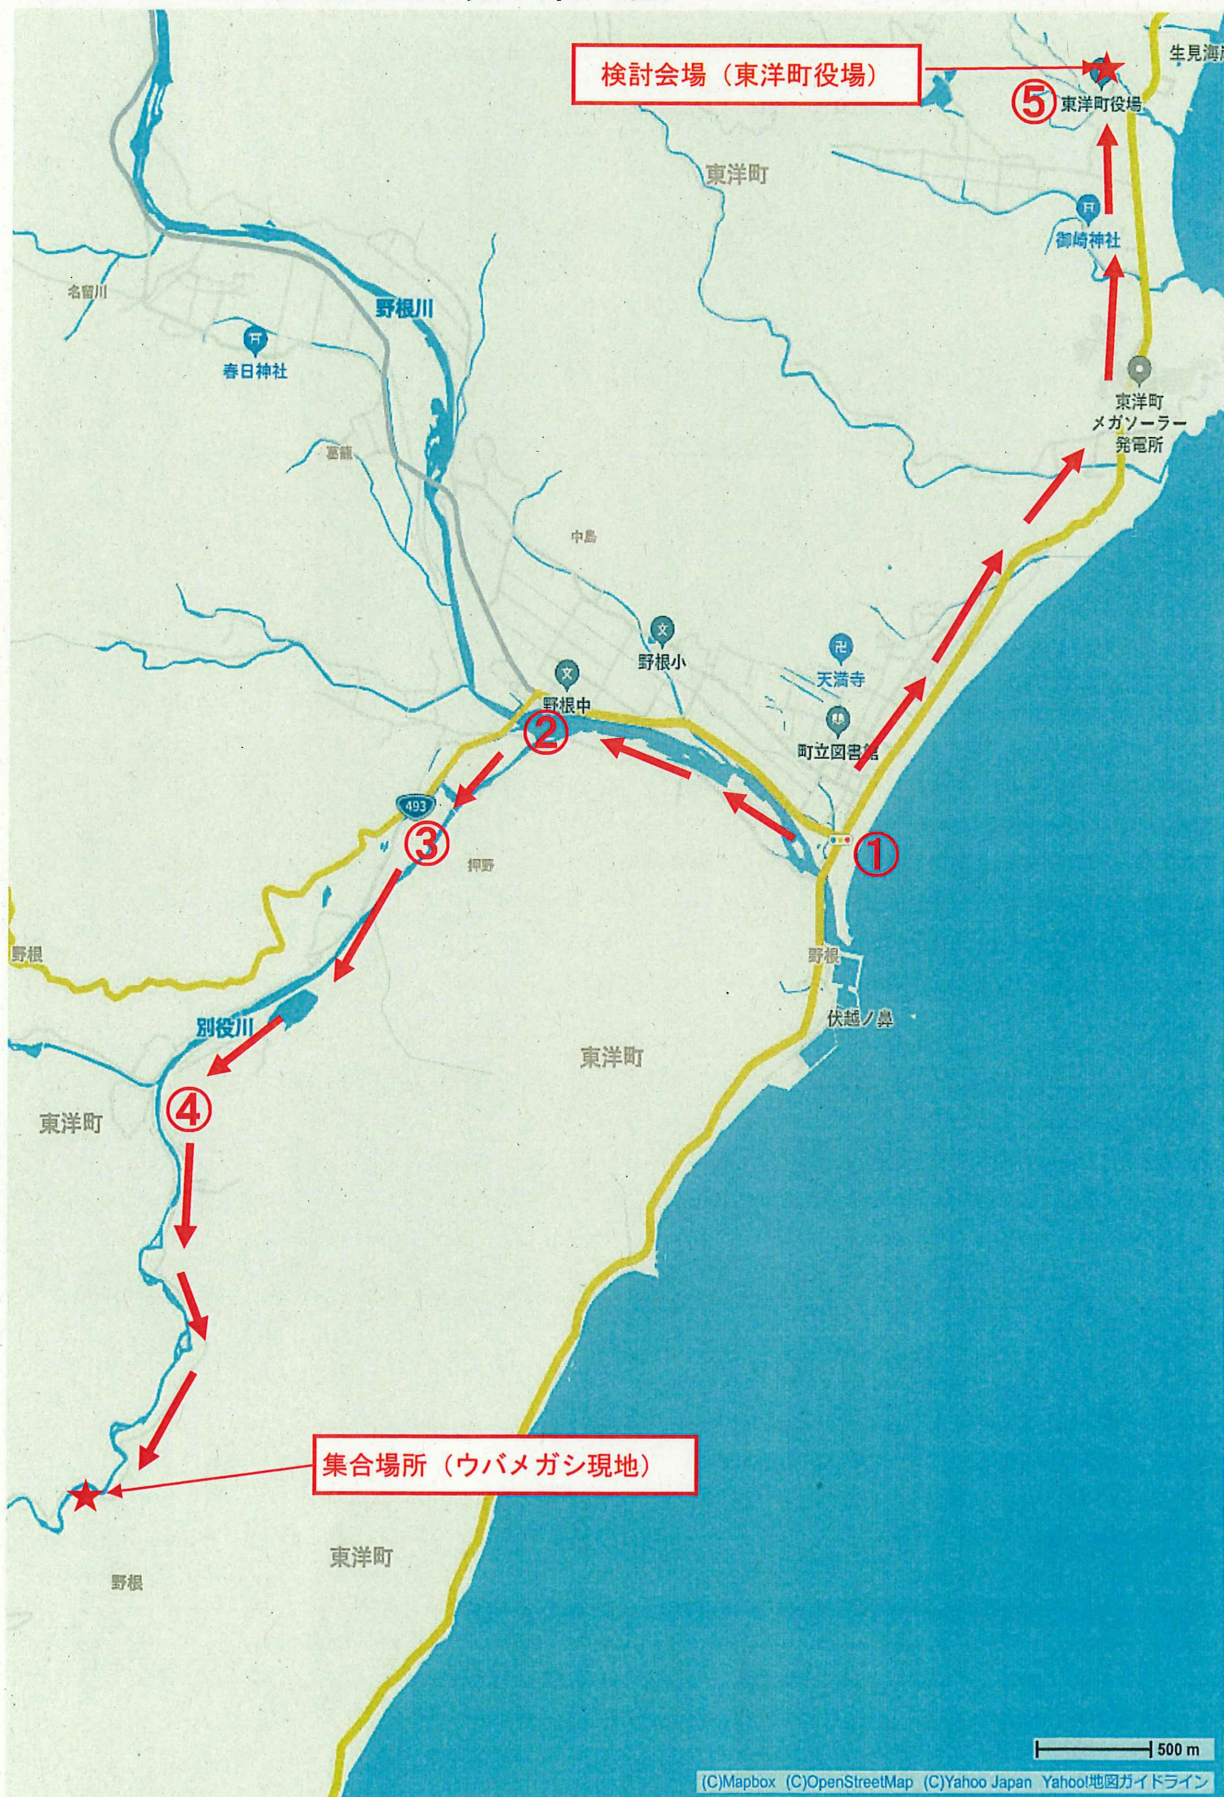 生見海岸
検討会場（東洋町役場）
⑤
東洋町役場
東洋町
御崎神社
名留川
野根川
春日神社
東洋町
メガソーラー
発電所
葛籠
中島
野根小
天満寺
野根中
②
町立図書館
493
③
①
押野
野根
野根
別役川
伏越ノ鼻
東洋町
④
東洋町
集合場所（ウバメガシ現地）
東洋町
野根
500 m
(C)Mapbox (C)OpenStreetMap (C)Yahoo Japan Yahoo!地図ガイドライン